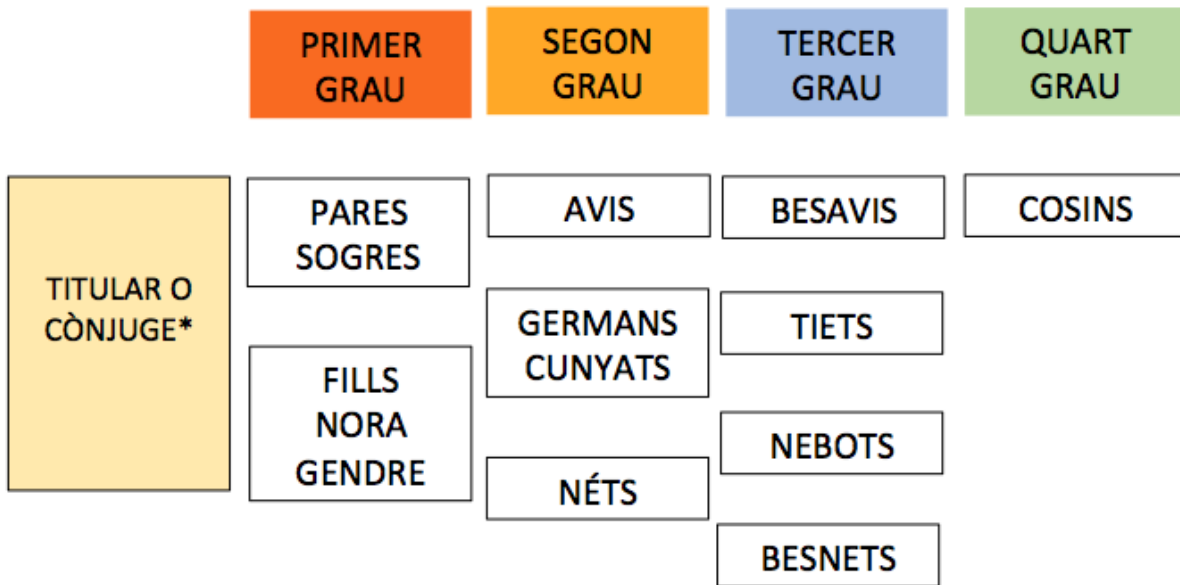 PRIMER
GRAU
SEGON
GRAU
TERCER
GRAU
QUART
GRAU
TITULAR O
CÒNJUGE*
PARES
SOGRES
FILLS
NORA
GENDRE
AVIS
GERMANS
CUNYATS
NÉTS
BESAVIS
TIETS
NEBOTS
BESNETS
COSINS